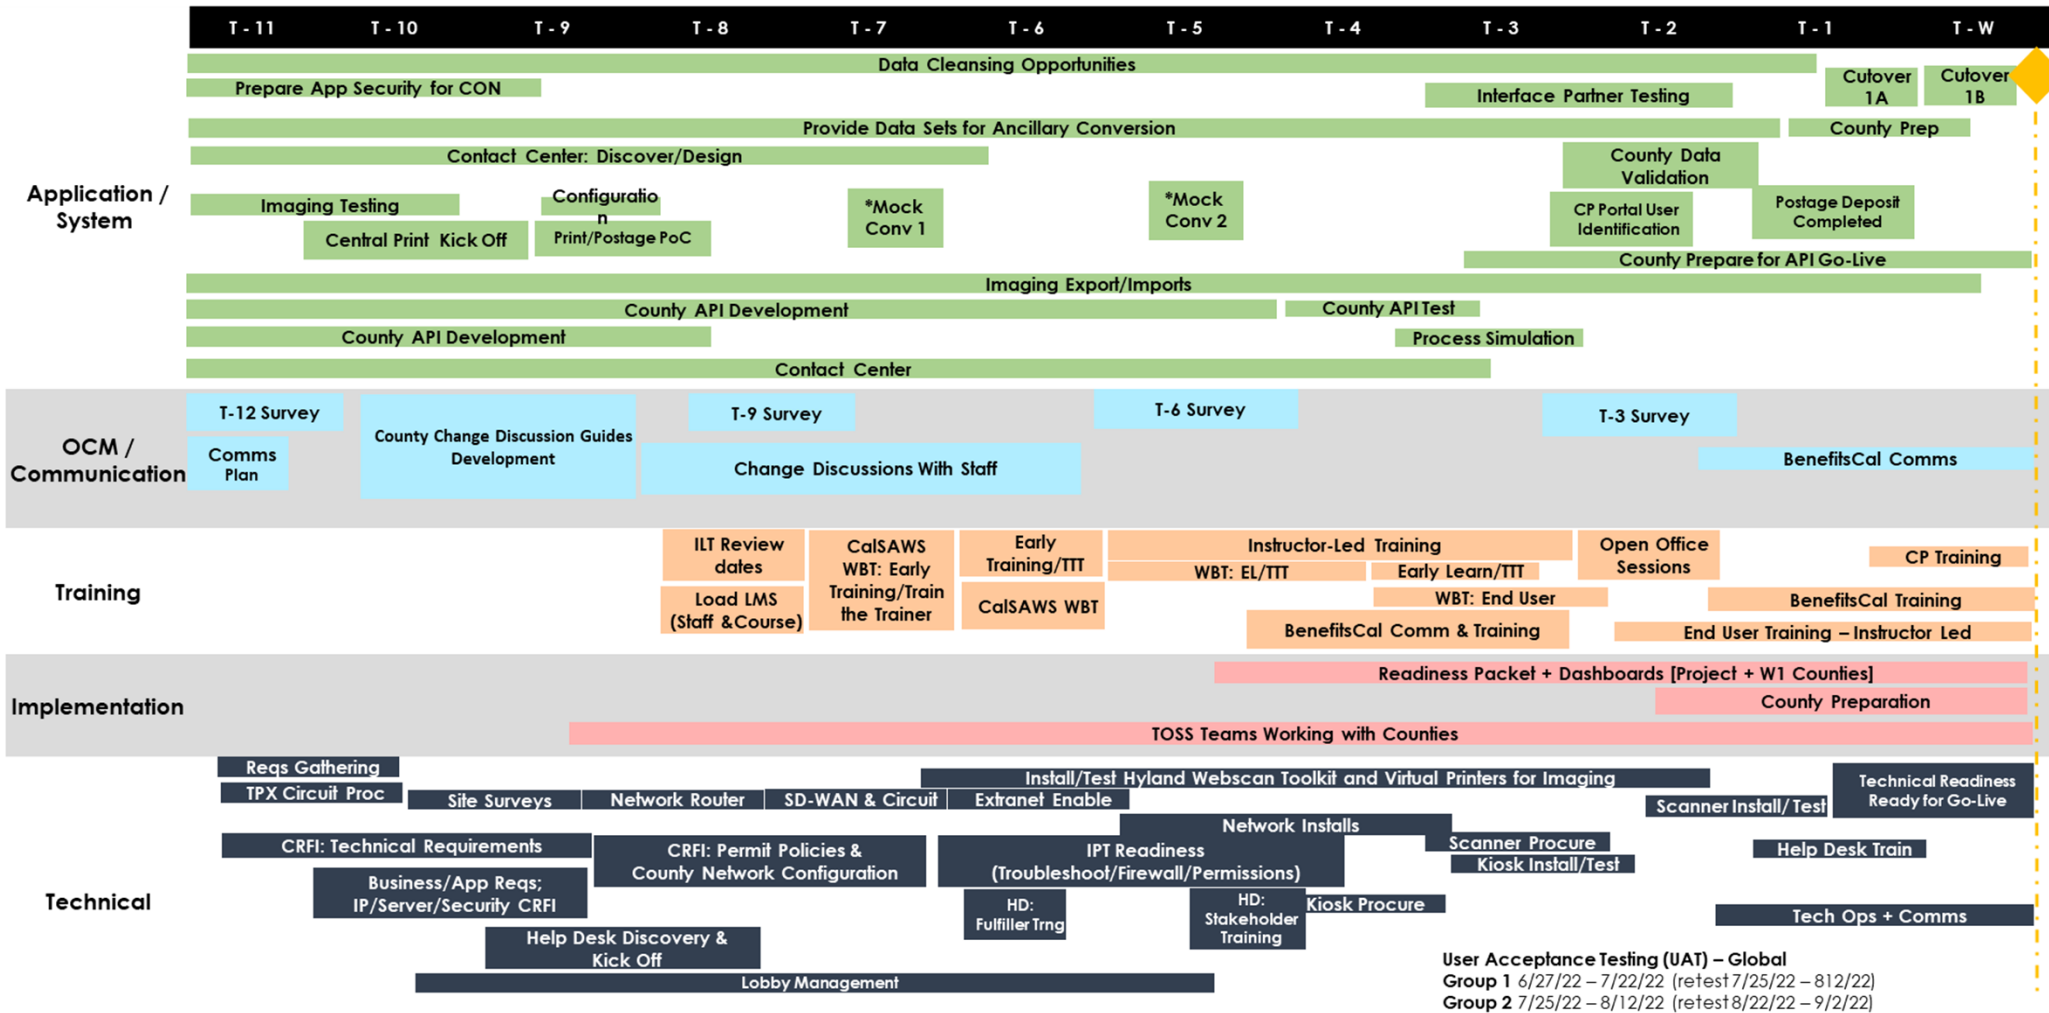 T - 11 T - 10 T - 9 T - 8 T - 7 T - 6 T - 5 T - 4 T - 3 T - 2 T - 1 T - W
Application /
System
Data Cleansing Opportunities
Prepare App Security for CON
Interface Partner Testing
Cutover
1A
Cutover
1B
Provide Data Sets for Ancillary Conversion
County Prep
Contact Center: Discover/Design
County Data
Validation
Imaging Testing
Configuratio
n
*Mock
Conv 1
*Mock
Conv 2
CP Portal User
Identification
Postage Deposit
Completed
Central Print Kick Off
Print/Postage PoC
County Prepare for API Go-Live
Imaging Export/Imports
County API Development
County API Test
County API Development
Process Simulation
Contact Center
OCM /
Communication
T-12 Survey
County Change Discussion Guides
Development
T-9 Survey
T-6 Survey
T-3 Survey
Comms
Plan
Change Discussions With Staff
BenefitsCal Comms
Training
ILT Review
dates
CalSAWS
WBT: Early
Training/Train
the Trainer
Early
Training/TTT
Instructor-Led Training
Open Office
Sessions
CP Training
WBT: EL/TTT
Early Learn/TTT
Load LMS
(Staff &Course)
CalSAWS WBT
WBT: End User
BenefitsCal Training
BenefitsCal Comm & Training
End User Training – Instructor Led
Implementation
Readiness Packet + Dashboards [Project + W1 Counties]
County Preparation
TOSS Teams Working with Counties
Technical
Reqs Gathering
Install/Test Hyland Webscan Toolkit and Virtual Printers for Imaging
Technical Readiness
Ready for Go-Live
TPX Circuit Proc
Site Surveys
Network Router
SD-WAN & Circuit
Extranet Enable
Scanner Install/ Test
Network Installs
CRFI: Technical Requirements
CRFI: Permit Policies &
County Network Configuration
IPT Readiness
(Troubleshoot/Firewall/Permissions)
Scanner Procure
Help Desk Train
Kiosk Install/Test
Business/App Reqs;
IP/Server/Security CRFI
HD:
Fulfiller Trng
HD:
Stakeholder
Training
Kiosk Procure
Tech Ops + Comms
Help Desk Discovery &
Kick Off
Lobby Management
User Acceptance Testing (UAT) – Global
Group 1 6/27/22 – 7/22/22 (retest 7/25/22 – 812/22)
Group 2 7/25/22 – 8/12/22 (retest 8/22/22 – 9/2/22)